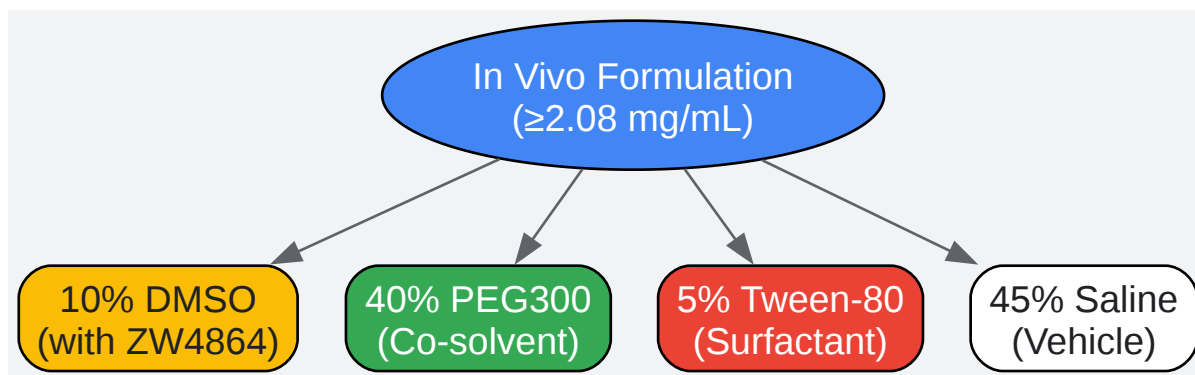 In Vivo Formulation
(≥2.08 mg/mL)
10% DMSO
(with ZW4864)
40% PEG300
(Co-solvent)
5% Tween-80
(Surfactant)
45% Saline
(Vehicle)